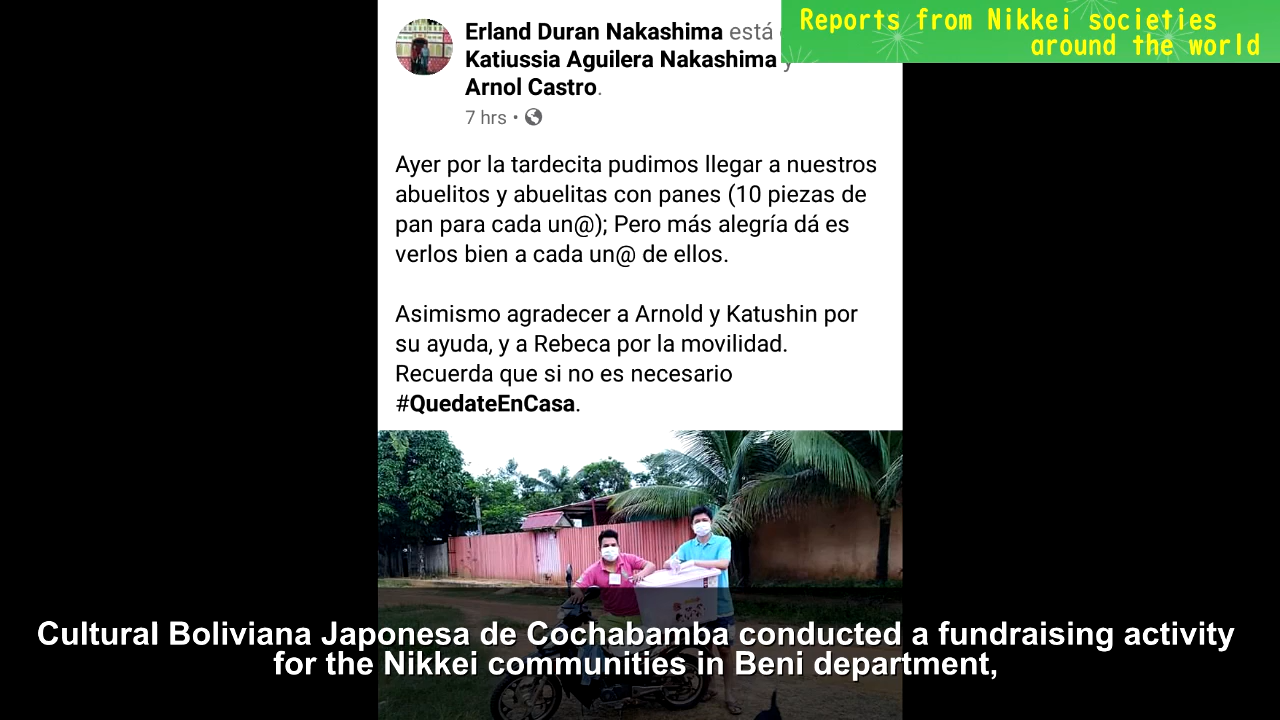 Reports from Nikkei societies
around the world
Erland Duran Nakashima está
Katiussia Aguilera Nakashima y
Arnol Castro.
7 hrs •
Ayer por la tardecita pudimos llegar a nuestros
abuelitos y abuelitas con panes (10 piezas de
pan para cada un@); Pero más alegría dá es
verlos bien a cada un@ de ellos.
Asimismo agradecer a Arnold y Katushin por
su ayuda, y a Rebeca por la movilidad.
Recuerda que si no es necesario
#QuedateEnCasa.
Cultural Boliviana Japonesa de Cochabamba conducted a fundraising activity
for the Nikkei communities in Beni department,